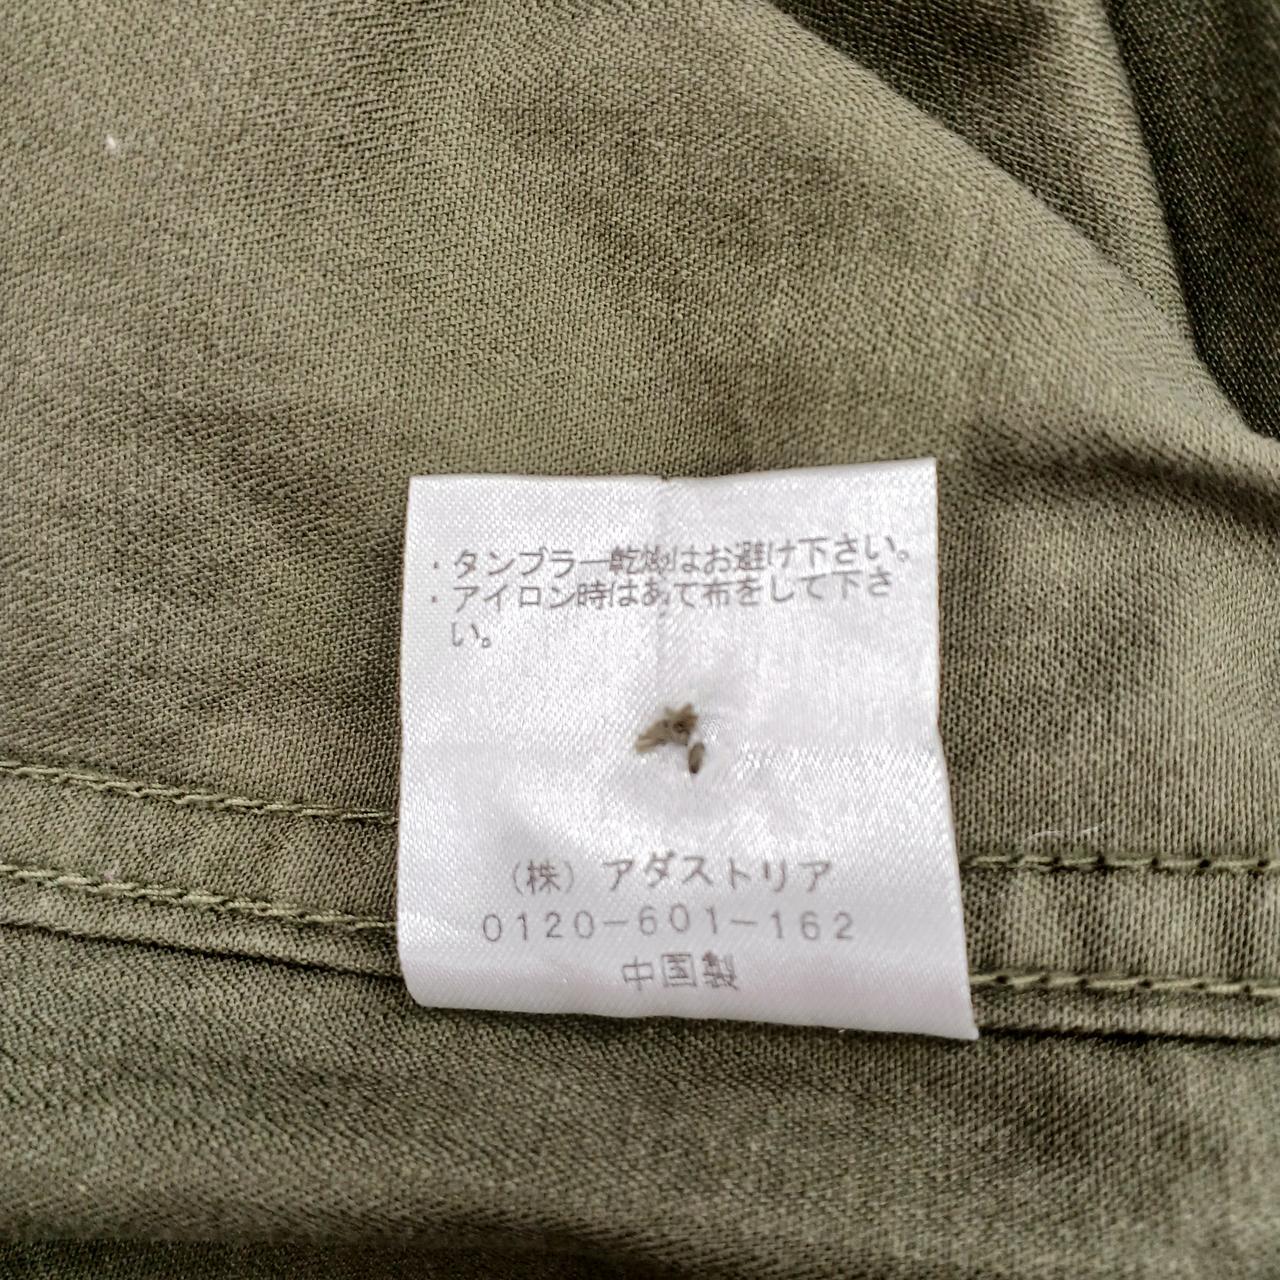 ・タンブラー乾燥はお避け下さい。
・アイロン時はあて布をして下さ
い。
（株）アダストリア
0120-601-162
中国製